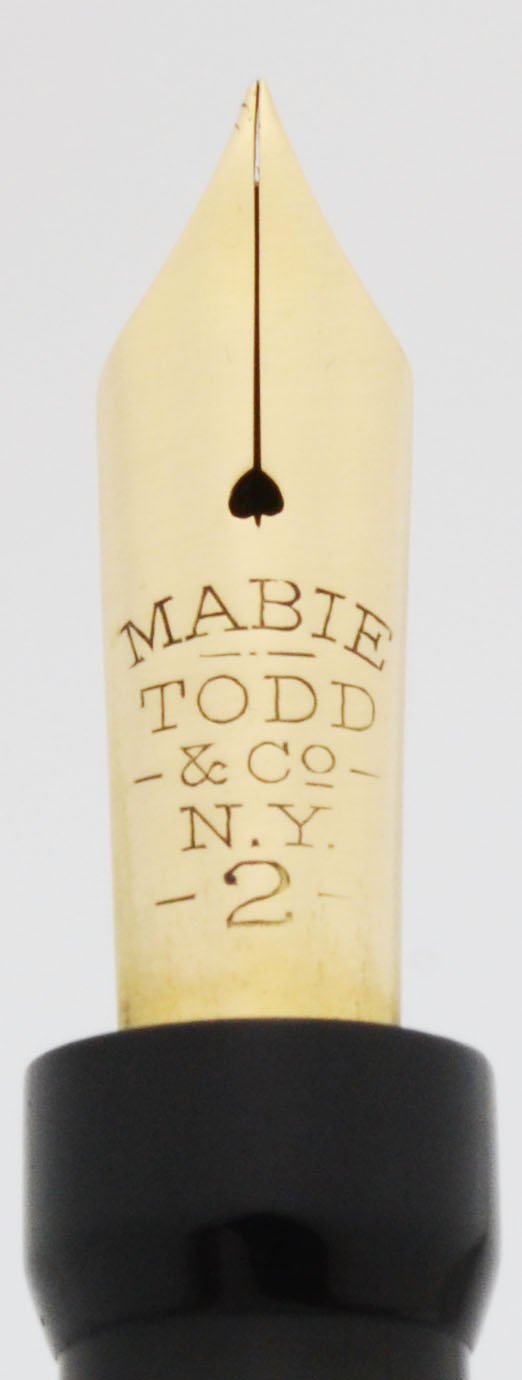 MABIE
TODD
- & Co -
N.Y.
- 2 -